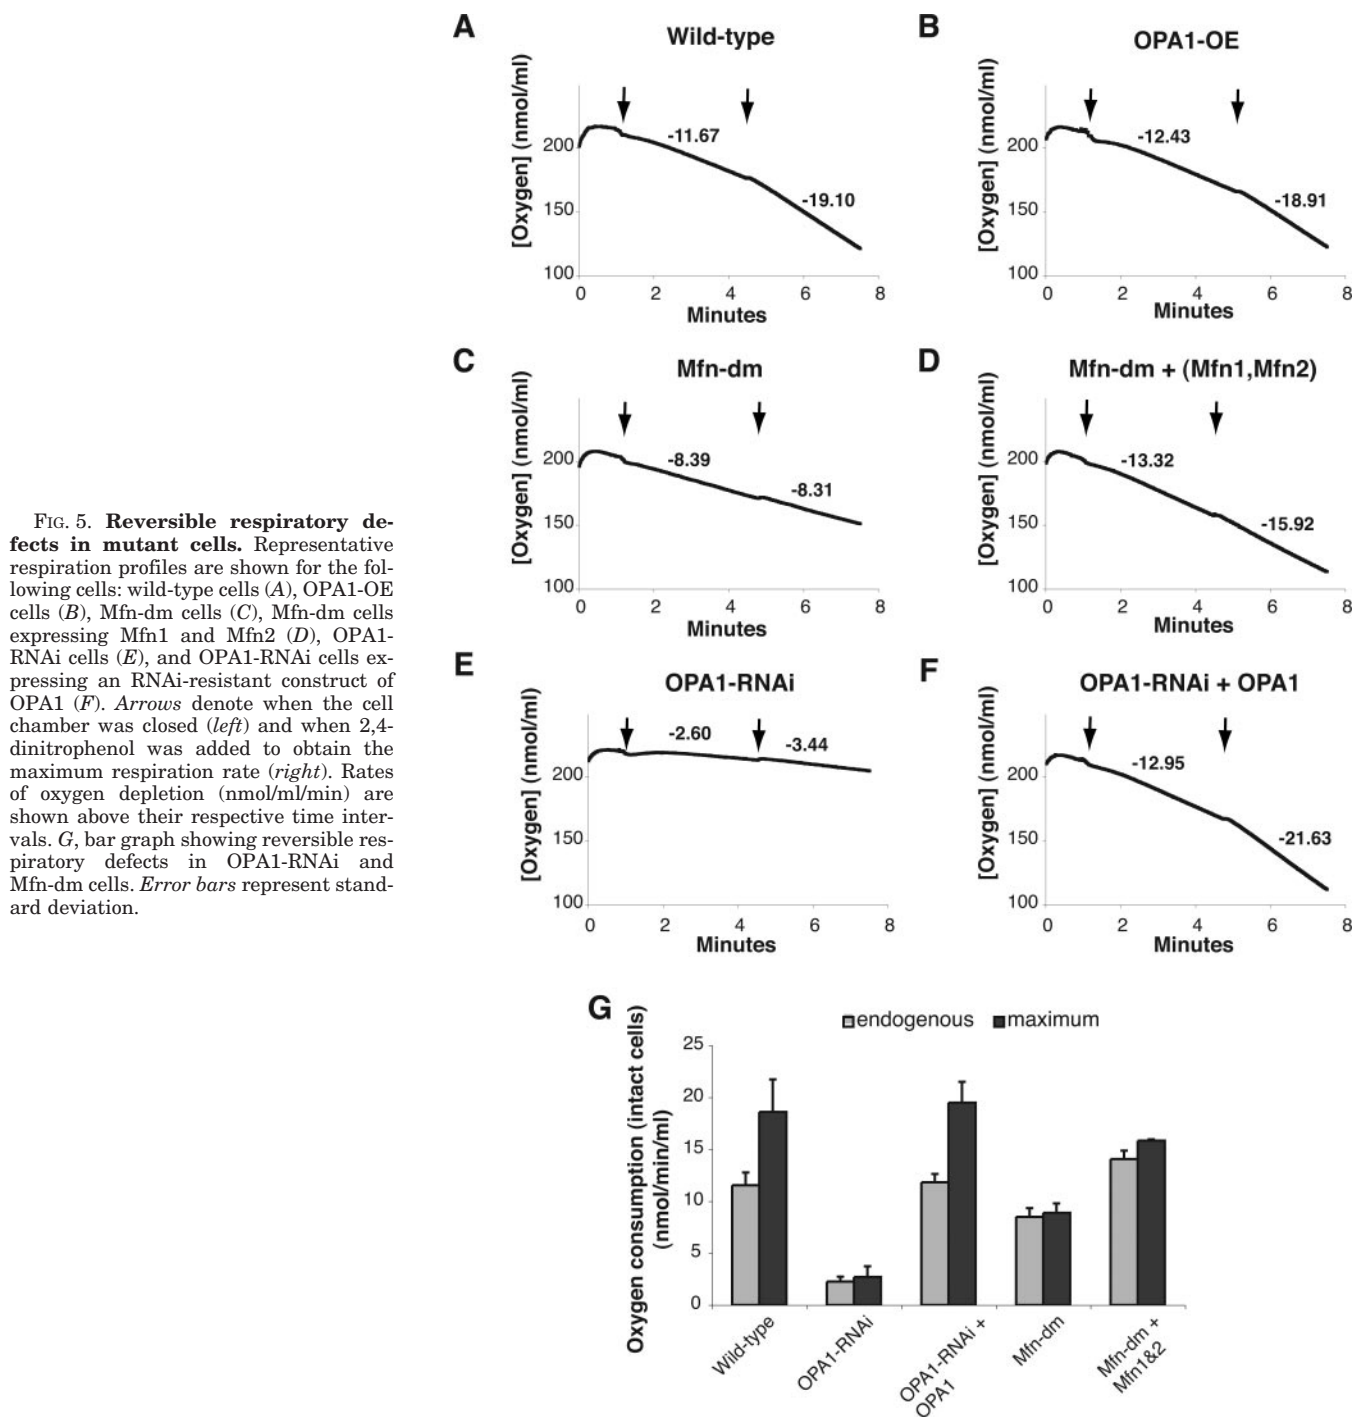 A
Wild-type
[Oxygen] (nmol/ml)
200
150
100
-11.67
-19.10
0 2 4 6 8
Minutes
B
OPA1-OE
[Oxygen] (nmol/ml)
200
150
100
-12.43
-18.91
0 2 4 6 8
Minutes
C
Mfn-dm
[Oxygen] (nmol/ml)
200
150
100
-8.39
-8.31
0 2 4 6 8
Minutes
D
Mfn-dm + (Mfn1,Mfn2)
[Oxygen] (nmol/ml)
200
150
100
-13.32
-15.92
0 2 4 6 8
Minutes
FIG. 5. Reversible respiratory de-
fects in mutant cells. Representative
respiration profiles are shown for the fol-
lowing cells: wild-type cells (A), OPA1-OE
cells (B), Mfn-dm cells (C), Mfn-dm cells
expressing Mfn1 and Mfn2 (D), OPA1-
RNAi cells (E), and OPA1-RNAi cells ex-
pressing an RNAi-resistant construct of
OPA1 (F). Arrows denote when the cell
chamber was closed (left) and when 2,4-
dinitrophenol was added to obtain the
maximum respiration rate (right). Rates
of oxygen depletion (nmol/ml/min) are
shown above their respective time inter-
vals. G, bar graph showing reversible res-
piratory defects in OPA1-RNAi and
Mfn-dm cells. Error bars represent stand-
ard deviation.
E
OPA1-RNAi
[Oxygen] (nmol/ml)
200
150
100
-2.60
-3.44
0 2 4 6 8
Minutes
F
OPA1-RNAi + OPA1
[Oxygen] (nmol/ml)
200
150
100
-12.95
-21.63
0 2 4 6 8
Minutes
G
endogenous maximum
Oxygen consumption (intact cells)
(nmol/min/ml)
25
20
15
10
5
0
Wild-type
OPA1-RNAi
OPA1-RNAi +
OPA1
Mfn-dm
Mfn-dm +
Mfn1&2